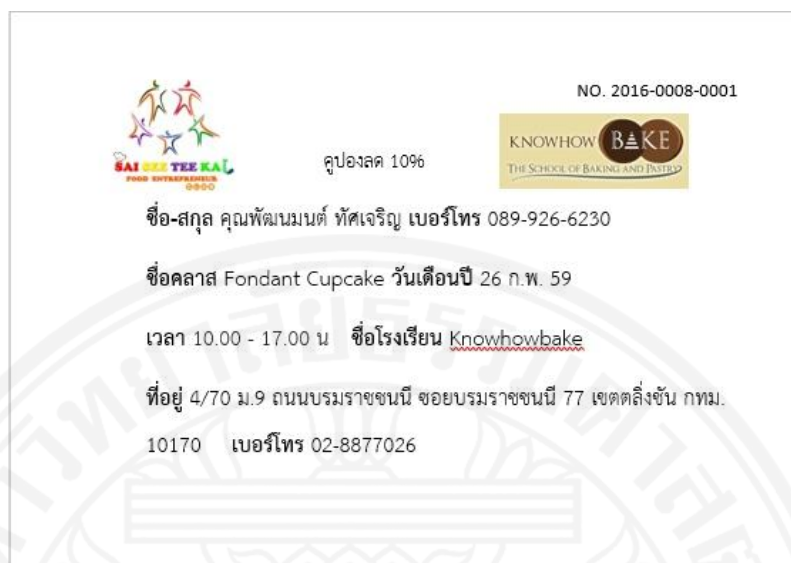 NO. 2016-0008-0001
SAI SEE TEE KAI
FOOD ENTREPRENEUR
คูปองลด 10%
KNOWHOW BAKE
THE SCHOOL OF BAKING AND PASTRY
ชื่อ-สกุล คุณพัฒนมนต์ ทัศเจริญ เบอร์โทร 089-926-6230
ชื่อคลาส Fondant Cupcake วันเดือนปี 26 ก.พ. 59
เวลา 10.00 - 17.00 น ชื่อโรงเรียน Knowhowbake
ที่อยู่ 4/70 ม.9 ถนนบรมราชชนนี ซอยบรมราชชนนี 77 เขตตลิ่งชัน กทม.
10170 เบอร์โทร 02-8877026